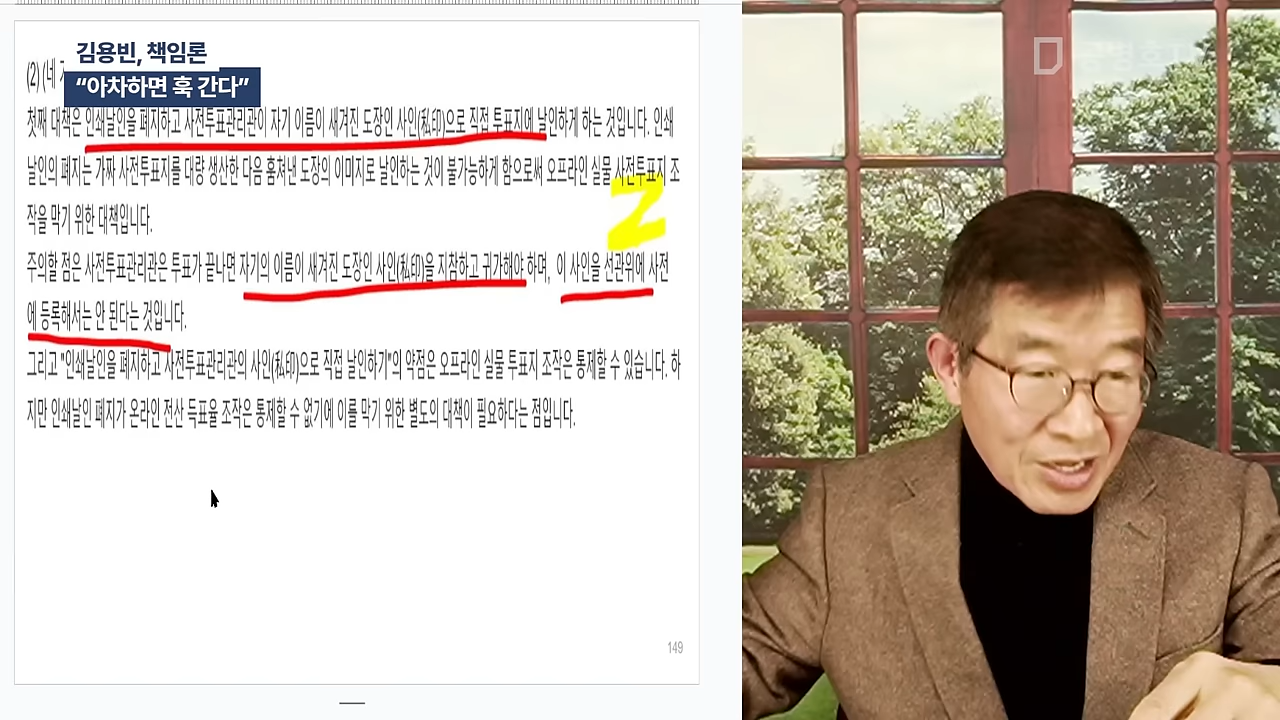 김용빈, 책임론
“아차하면 훅 간다”
(2) (네
첫째 대책은 인쇄날인을 폐지하고 사전투표관리관이 자기 이름이 새겨진 도장인 사인(私印)으로 직접 투표지에 날인하게 하는 것입니다. 인쇄
날인의 폐지는 가짜 사전투표지를 대량 생산한 다음 훔쳐낸 도장의 이미지로 날인하는 것이 불가능하게 함으로써 오프라인 실물 사전투표지 조
작을 막기 위한 대책입니다.
주의할 점은 사전투표관리관은 투표가 끝나면 자기의 이름이 새겨진 도장인 사인(私印)을 지참하고 귀가해야 하며, 이 사인을 선관위에 사전
에 등록해서는 안 된다는 것입니다.
그리고 "인쇄날인을 폐지하고 사전투표관리관의 사인(私印)으로 직접 날인하기"의 약점은 오프라인 실물 투표지 조작은 통제할 수 있습니다. 하
지만 인쇄날인 폐지가 온라인 전산 득표율 조작은 통제할 수 없기에 이를 막기 위한 별도의 대책이 필요하다는 점입니다.
149